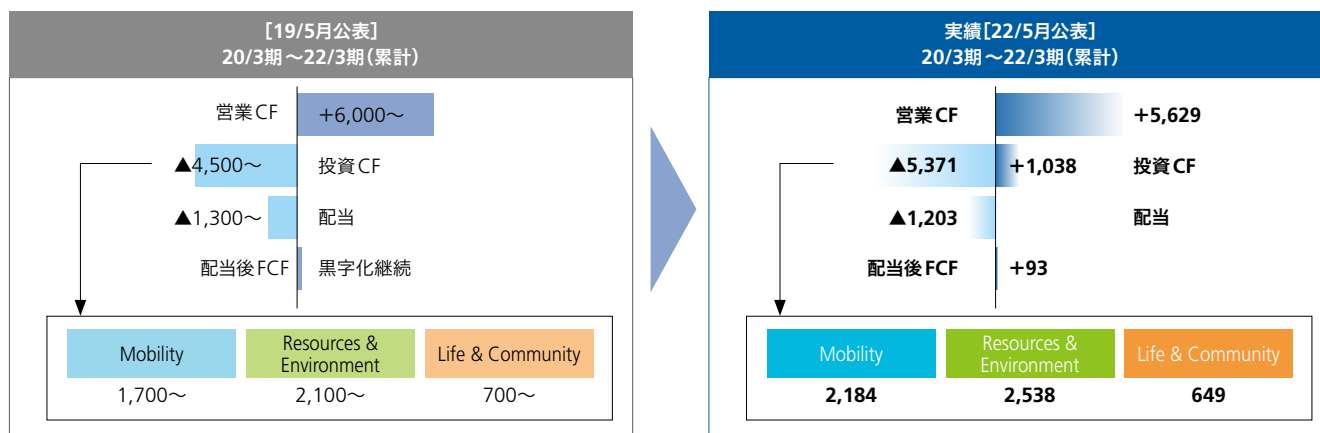 [19/5月公表]
20/3期～22/3期(累計)
営業CF
+6,000～
▲4,500～
投資CF
▲1,300～
配当
配当後FCF
黒字化継続
Mobility
Resources &
Environment
Life & Community
1,700～
2,100～
700～
実績[22/5月公表]
20/3期～22/3期(累計)
営業CF
+5,629
▲5,371
+1,038
投資CF
▲1,203
配当
配当後FCF
+93
Mobility
Resources &
Environment
Life & Community
2,184
2,538
649